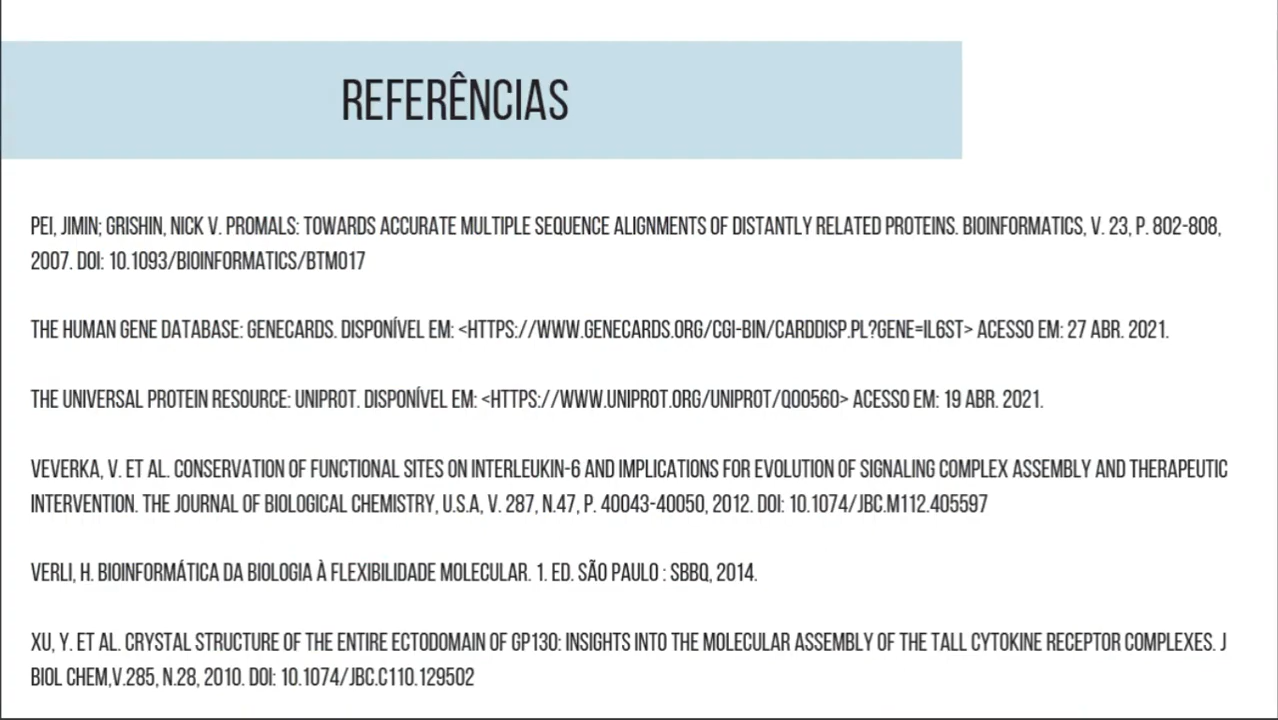 REFERÊNCIAS
PEI, JIMIN; GRISHIN, NICK V. PROMALS: TOWARDS ACCURATE MULTIPLE SEQUENCE ALIGNMENTS OF DISTANTLY RELATED PROTEINS. BIOINFORMATICS, V. 23, P. 802-808,
2007. DOI: 10.1093/BIOINFORMATICS/BTM017
THE HUMAN GENE DATABASE: GENECARDS. DISPONÍVEL EM: <HTTPS://WWW.GENECARDS.ORG/CGI-BIN/CARDDISP.PL?GENE=IL6ST> ACESSO EM: 27 ABR. 2021.
THE UNIVERSAL PROTEIN RESOURCE: UNIPROT. DISPONÍVEL EM: <HTTPS://WWW.UNIPROT.ORG/UNIPROT/Q00560> ACESSO EM: 19 ABR. 2021.
VEVERKA, V. ET AL. CONSERVATION OF FUNCTIONAL SITES ON INTERLEUKIN-6 AND IMPLICATIONS FOR EVOLUTION OF SIGNALING COMPLEX ASSEMBLY AND THERAPEUTIC
INTERVENTION. THE JOURNAL OF BIOLOGICAL CHEMISTRY, U.S.A, V. 287, N.47, P. 40043-40050, 2012. DOI: 10.1074/JBC.M112.405597
VERLI, H. BIOINFORMÁTICA DA BIOLOGIA À FLEXIBILIDADE MOLECULAR. 1. ED. SÃO PAULO : SBBQ, 2014.
XU, Y. ET AL. CRYSTAL STRUCTURE OF THE ENTIRE ECTODOMAIN OF GP130: INSIGHTS INTO THE MOLECULAR ASSEMBLY OF THE TALL CYTOKINE RECEPTOR COMPLEXES. J
BIOL CHEM,V.285, N.28, 2010. DOI: 10.1074/JBC.C110.129502